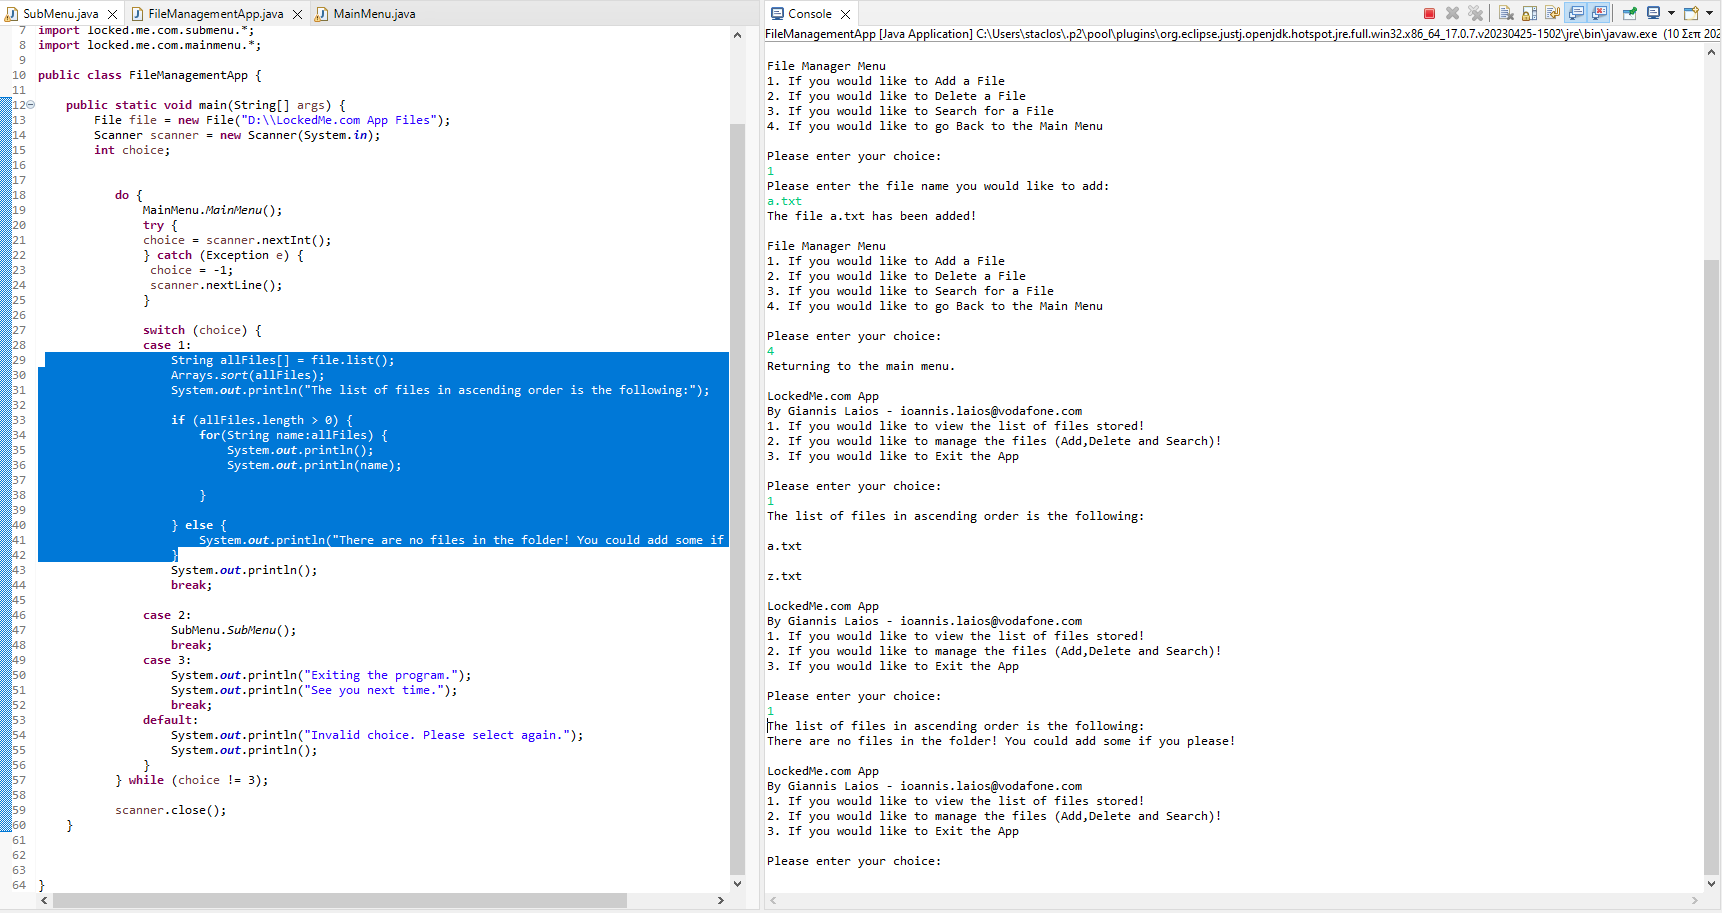 SubMenu.java
FileManagementApp.java
MainMenu.java
7 import locked.me.com.submenu.*;
8 import locked.me.com.mainmenu.*;
9
10 public class FileManagementApp {
11
12 public static void main(String[] args) {
13 File file = new File("D:\\LockedMe.com App Files");
14 Scanner scanner = new Scanner(System.in);
15 int choice;
16
17
18 do {
19 MainMenu.MainMenu();
20 try {
21 choice = scanner.nextInt();
22 } catch (Exception e) {
23 choice = -1;
24 scanner.nextLine();
25 }
26
27 switch (choice) {
28 case 1:
29 String allFiles[] = file.list();
30 Arrays.sort(allFiles);
31 System.out.println("The list of files in ascending order is the following:");
32
33 if (allFiles.length > 0) {
34 for(String name:allFiles) {
35 System.out.println();
36 System.out.println(name);
37
38 }
39
40 } else {
41 System.out.println("There are no files in the folder! You could add some if
42 }
43 System.out.println();
44 break;
45
46 case 2:
47 SubMenu.SubMenu();
48 break;
49 case 3:
50 System.out.println("Exiting the program.");
51 System.out.println("See you next time.");
52 break;
53 default:
54 System.out.println("Invalid choice. Please select again.");
55 System.out.println();
56 }
57 } while (choice != 3);
58
59 scanner.close();
60 }
61
62
63
64 }
Console
FileManagementApp [Java Application] C:\Users\staclos\.p2\pool\plugins\org.eclipse.justj.openjdk.hotspot.jre.full.win32.x86_64_17.0.7.v20230425-1502\jre\bin\javaw.exe (10 Σεπ 202
File Manager Menu
1. If you would like to Add a File
2. If you would like to Delete a File
3. If you would like to Search for a File
4. If you would like to go Back to the Main Menu
Please enter your choice:
1
Please enter the file name you would like to add:
a.txt
The file a.txt has been added!
File Manager Menu
1. If you would like to Add a File
2. If you would like to Delete a File
3. If you would like to Search for a File
4. If you would like to go Back to the Main Menu
Please enter your choice:
4
Returning to the main menu.
LockedMe.com App
By Giannis Laios - ioannis.laios@vodafone.com
1. If you would like to view the list of files stored!
2. If you would like to manage the files (Add,Delete and Search)!
3. If you would like to Exit the App
Please enter your choice:
1
The list of files in ascending order is the following:
a.txt
z.txt
LockedMe.com App
By Giannis Laios - ioannis.laios@vodafone.com
1. If you would like to view the list of files stored!
2. If you would like to manage the files (Add,Delete and Search)!
3. If you would like to Exit the App
Please enter your choice:
1
The list of files in ascending order is the following:
There are no files in the folder! You could add some if you please!
LockedMe.com App
By Giannis Laios - ioannis.laios@vodafone.com
1. If you would like to view the list of files stored!
2. If you would like to manage the files (Add,Delete and Search)!
3. If you would like to Exit the App
Please enter your choice: